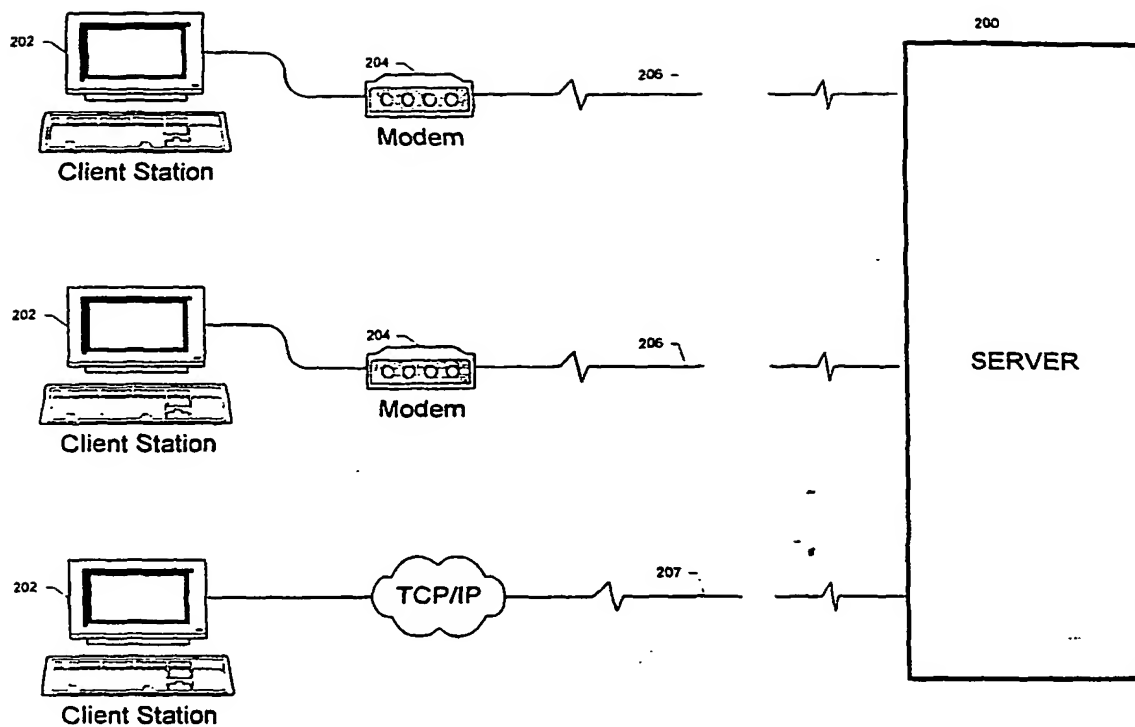 200
202
204
206
Modem
Client Station
202
204
206
SERVER
Modem
Client Station
202
TCP/IP
207
Client Station